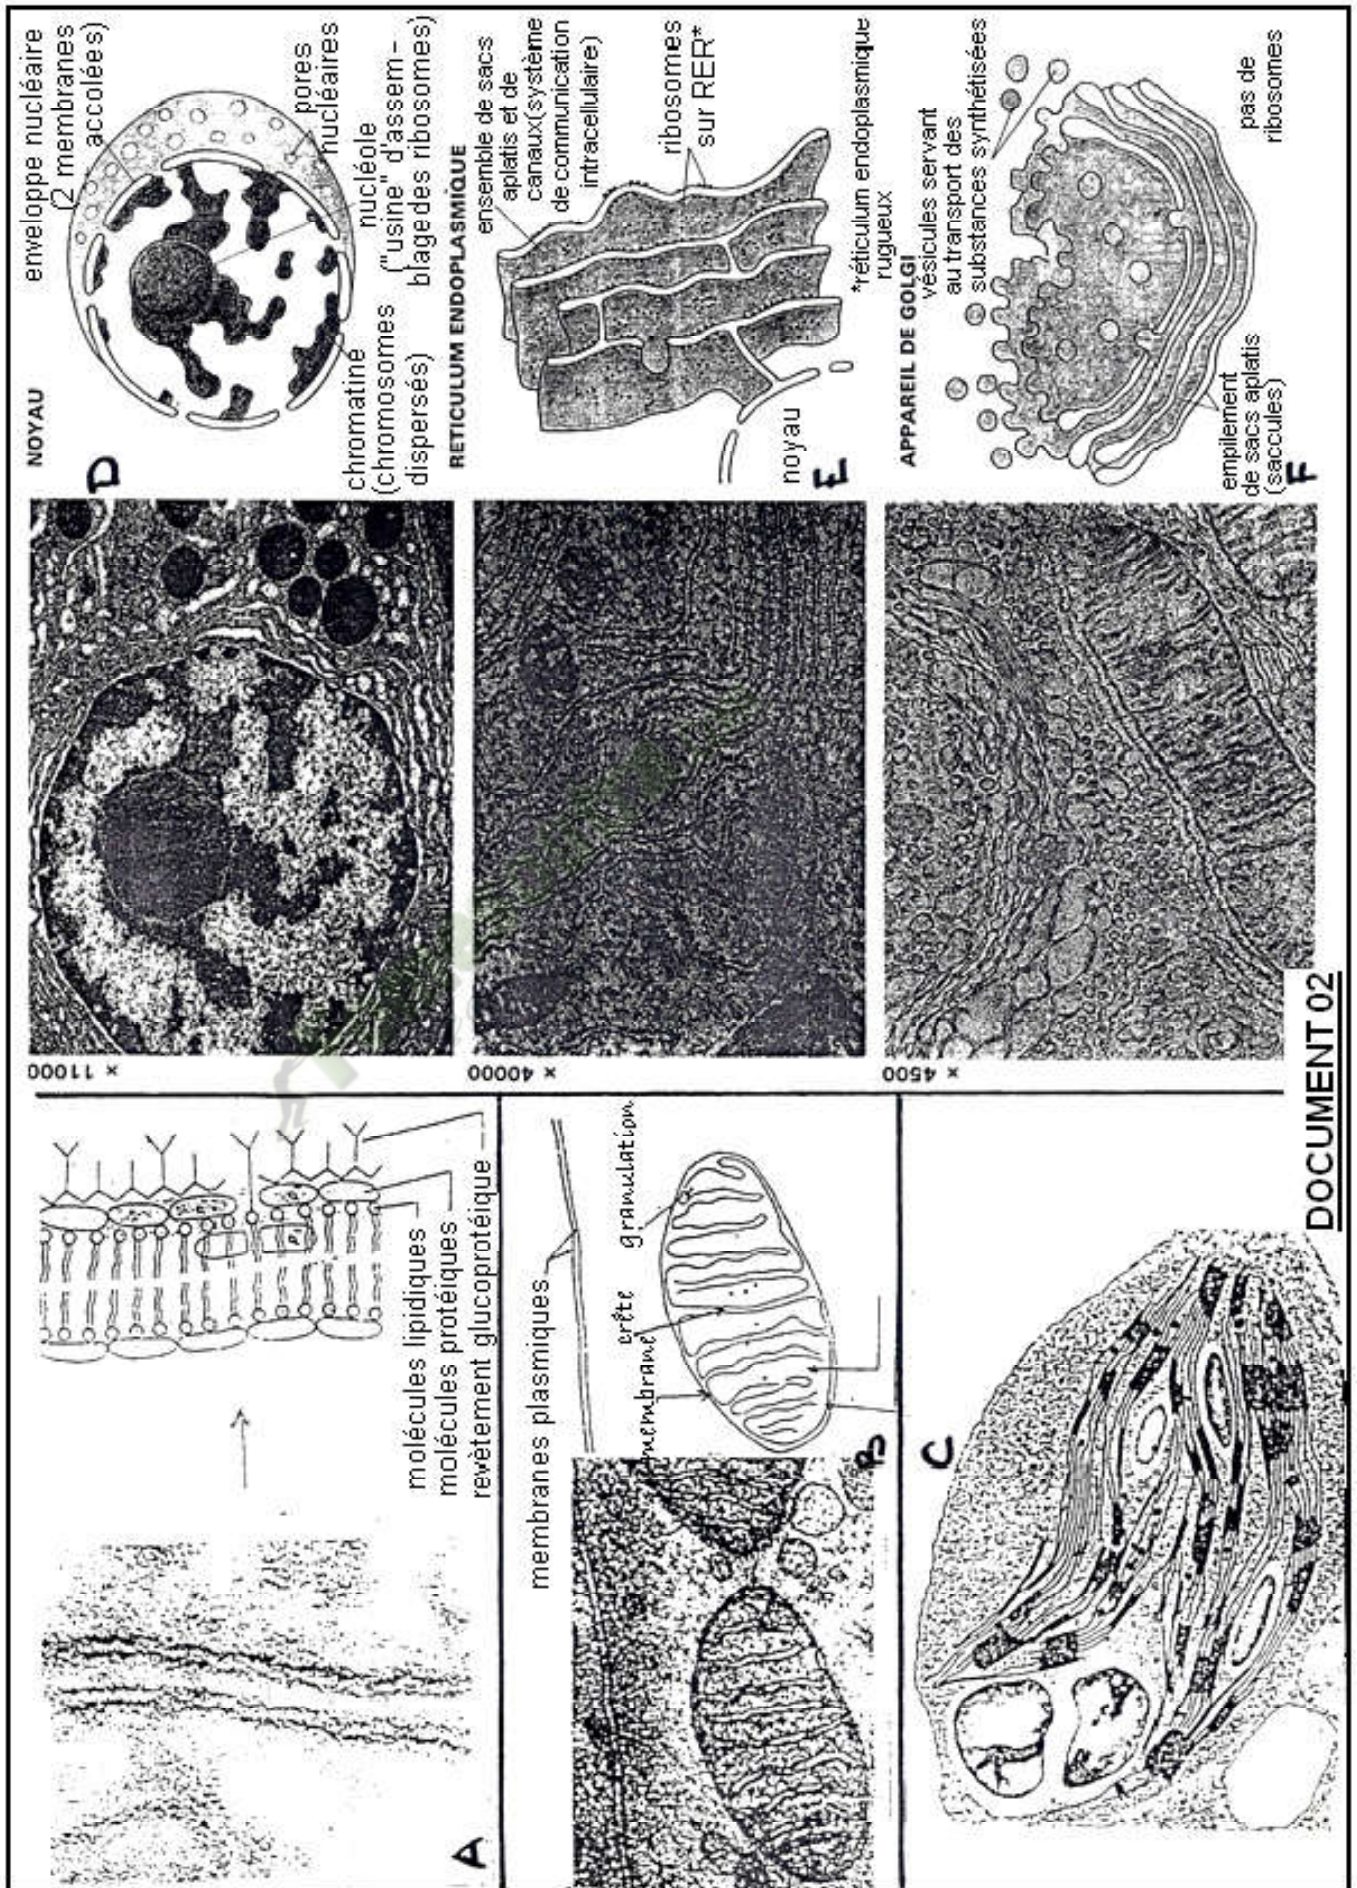 A
molécules lipidiques
molécules protéiques
revètement glucoprotéique
membranes plasmiques
membrane
crête
granulation
B
C
× 11000
NOYAU
D
enveloppe nucléaire
(2 membranes
accolées)
pores
nucléaires
nucléole
("usine" d'assem-
blage des ribosomes)
chromatine
(chromosomes
dispersés)
× 40000
RETICULUM ENDOPLASMIQUE
ensemble de sacs
aplatis et de
canaux(système
de communication
intracellulaire)
ribosomes
sur RER*
noyau
E
*réticulum endoplasmique
rugueux
× 4500
APPAREIL DE GOLGI
vésicules servant
au transport des
substances synthétisées
empilement
de sacs aplatis
(saccules)
pas de
ribosomes
F
DOCUMENT 02